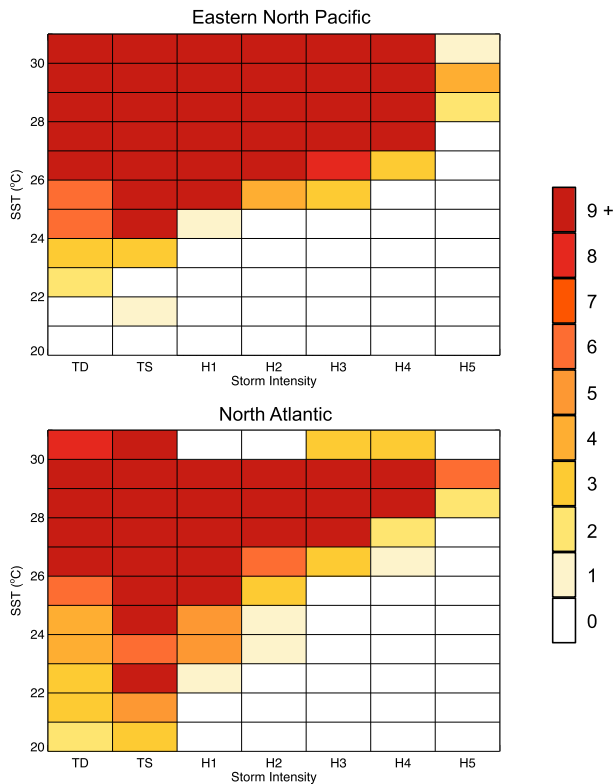 Eastern North Pacific
30
28
26
24
22
20
SST (°C)
TD TS H1 H2 H3 H4 H5
Storm Intensity
North Atlantic
30
28
26
24
22
20
SST (°C)
TD TS H1 H2 H3 H4 H5
Storm Intensity
9 +
8
7
6
5
4
3
2
1
0